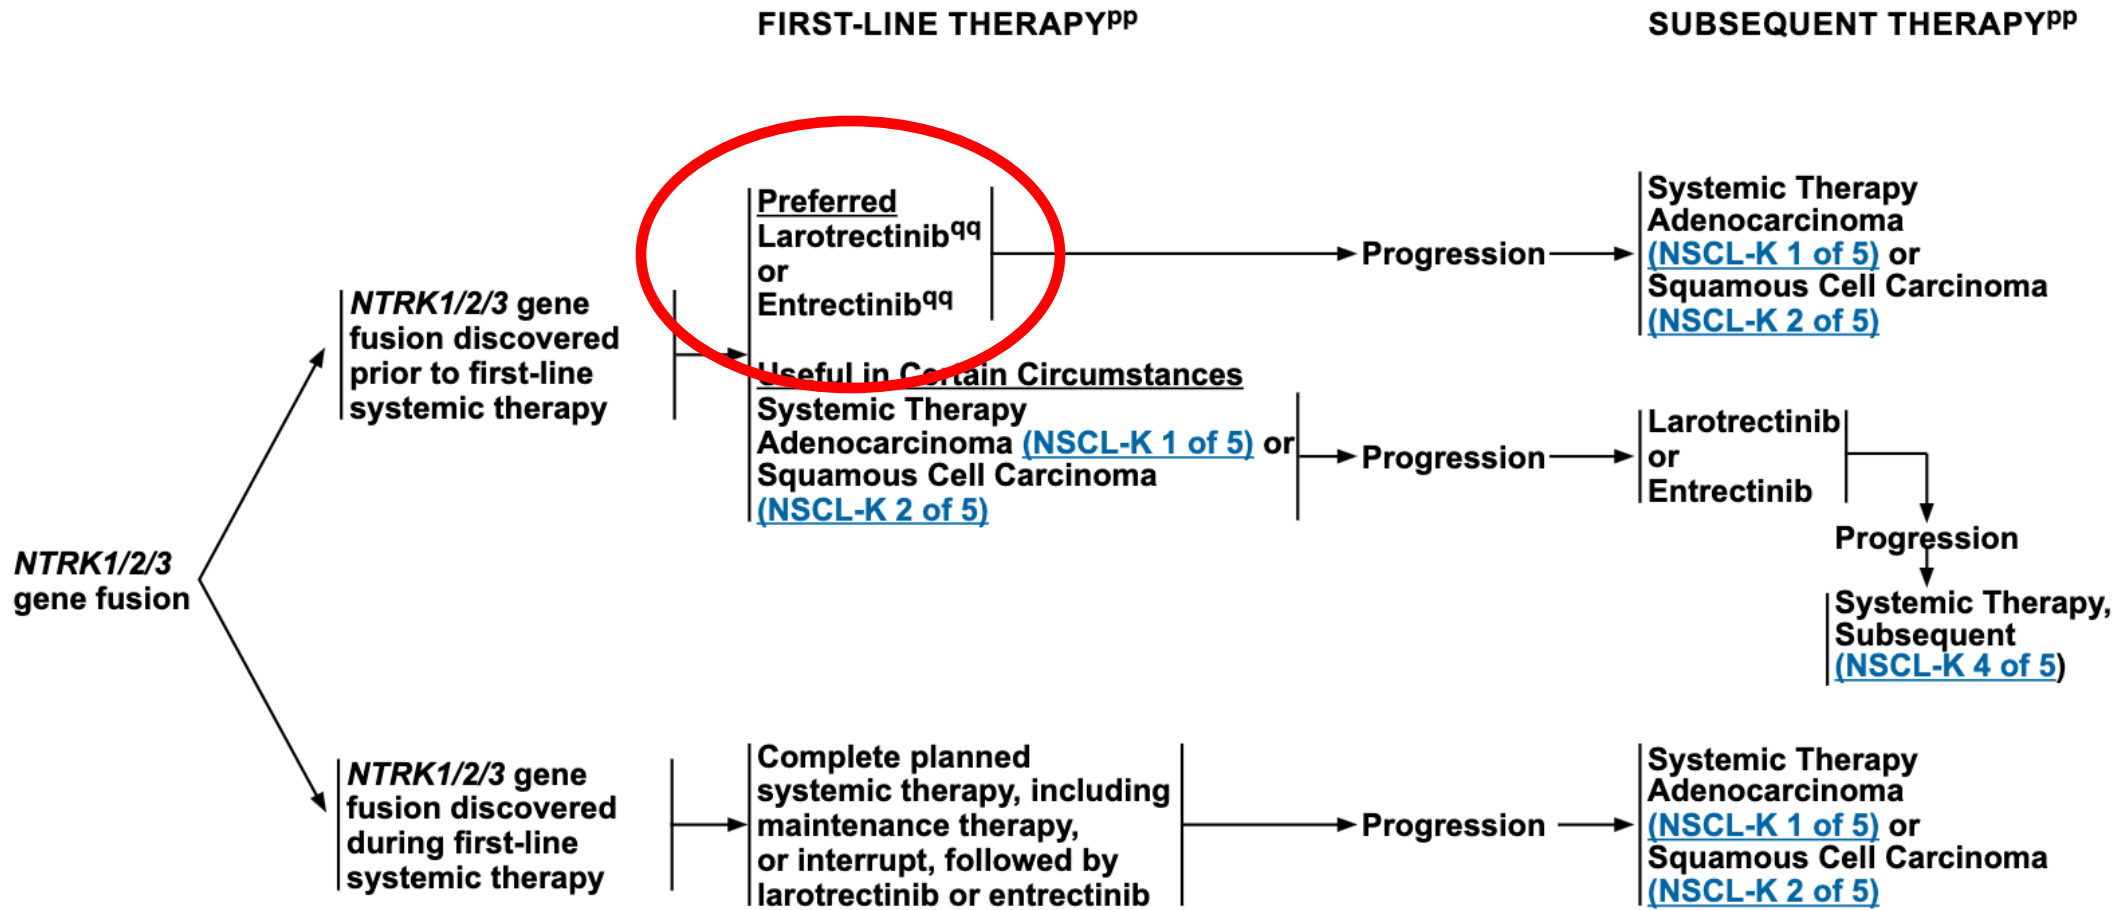 FIRST-LINE THERAPYpp
SUBSEQUENT THERAPYpp
NTRK1/2/3
gene fusion
NTRK1/2/3 gene
fusion discovered
prior to first-line
systemic therapy
Preferred
Larotrectinibqq
or
Entrectinibqq
Progression
Systemic Therapy
Adenocarcinoma
(NSCL-K 1 of 5) or
Squamous Cell Carcinoma
(NSCL-K 2 of 5)
Useful in Certain Circumstances
Systemic Therapy
Adenocarcinoma (NSCL-K 1 of 5) or
Squamous Cell Carcinoma
(NSCL-K 2 of 5)
Progression
Larotrectinib
or
Entrectinib
Progression
Systemic Therapy,
Subsequent
(NSCL-K 4 of 5)
NTRK1/2/3 gene
fusion discovered
during first-line
systemic therapy
Complete planned
systemic therapy, including
maintenance therapy,
or interrupt, followed by
larotrectinib or entrectinib
Progression
Systemic Therapy
Adenocarcinoma
(NSCL-K 1 of 5) or
Squamous Cell Carcinoma
(NSCL-K 2 of 5)